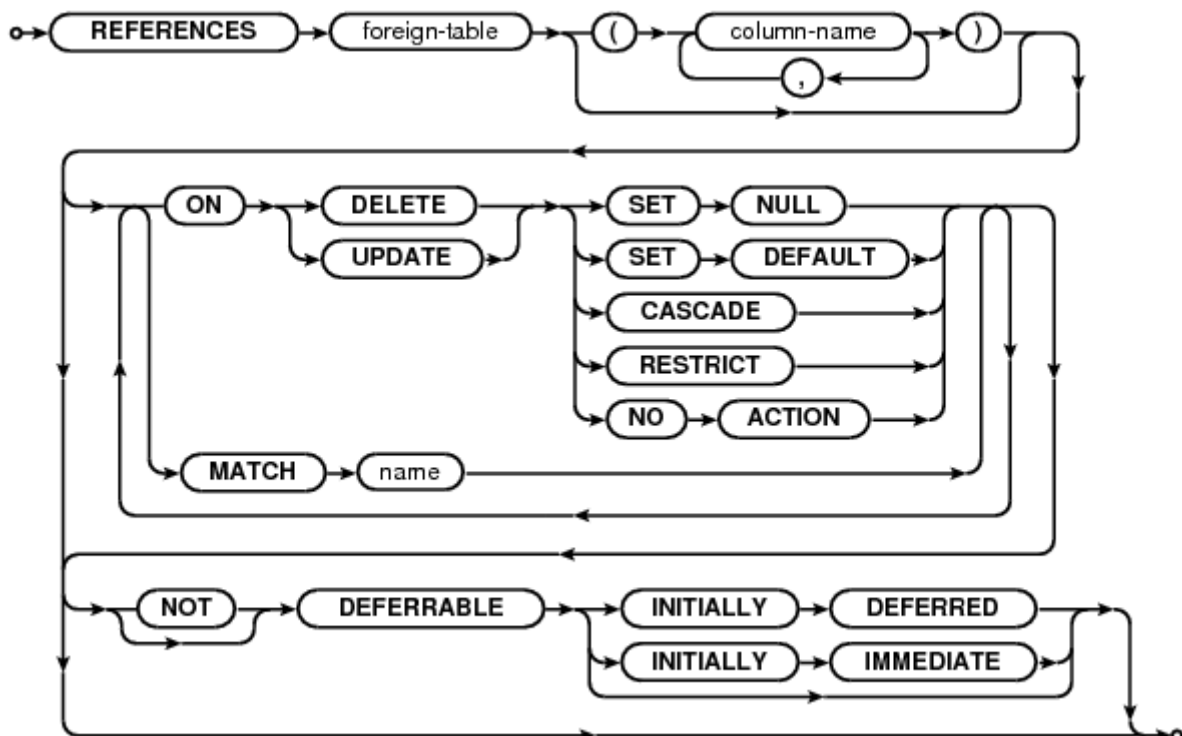 REFERENCES foreign-table ( column-name )
,
ON DELETE SET NULL
UPDATE SET DEFAULT
CASCADE
RESTRICT
NO ACTION
MATCH name
NOT DEFERRABLE INITIALLY DEFERRED
INITIALLY IMMEDIATE